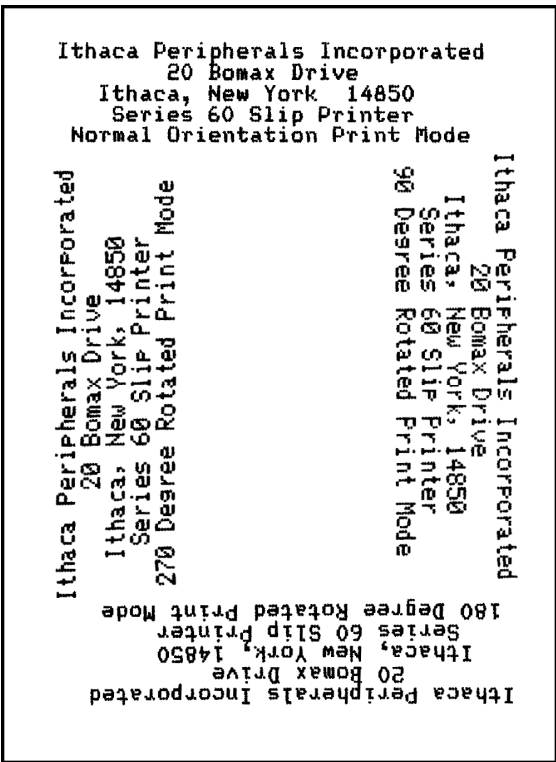 Ithaca Peripherals Incorporated
20 Bomax Drive
Ithaca, New York 14850
Series 60 Slip Printer
Normal Orientation Print Mode
Ithaca Peripherals Incorporated
20 Bomax Drive
Ithaca, New York, 14850
Series 60 Slip Printer
90 Degree Rotated Print Mode
Ithaca Peripherals Incorporated
20 Bomax Drive
Ithaca, New York, 14850
Series 60 Slip Printer
180 Degree Rotated Print Mode
Ithaca Peripherals Incorporated
20 Bomax Drive
Ithaca, New York, 14850
Series 60 Slip Printer
270 Degree Rotated Print Mode